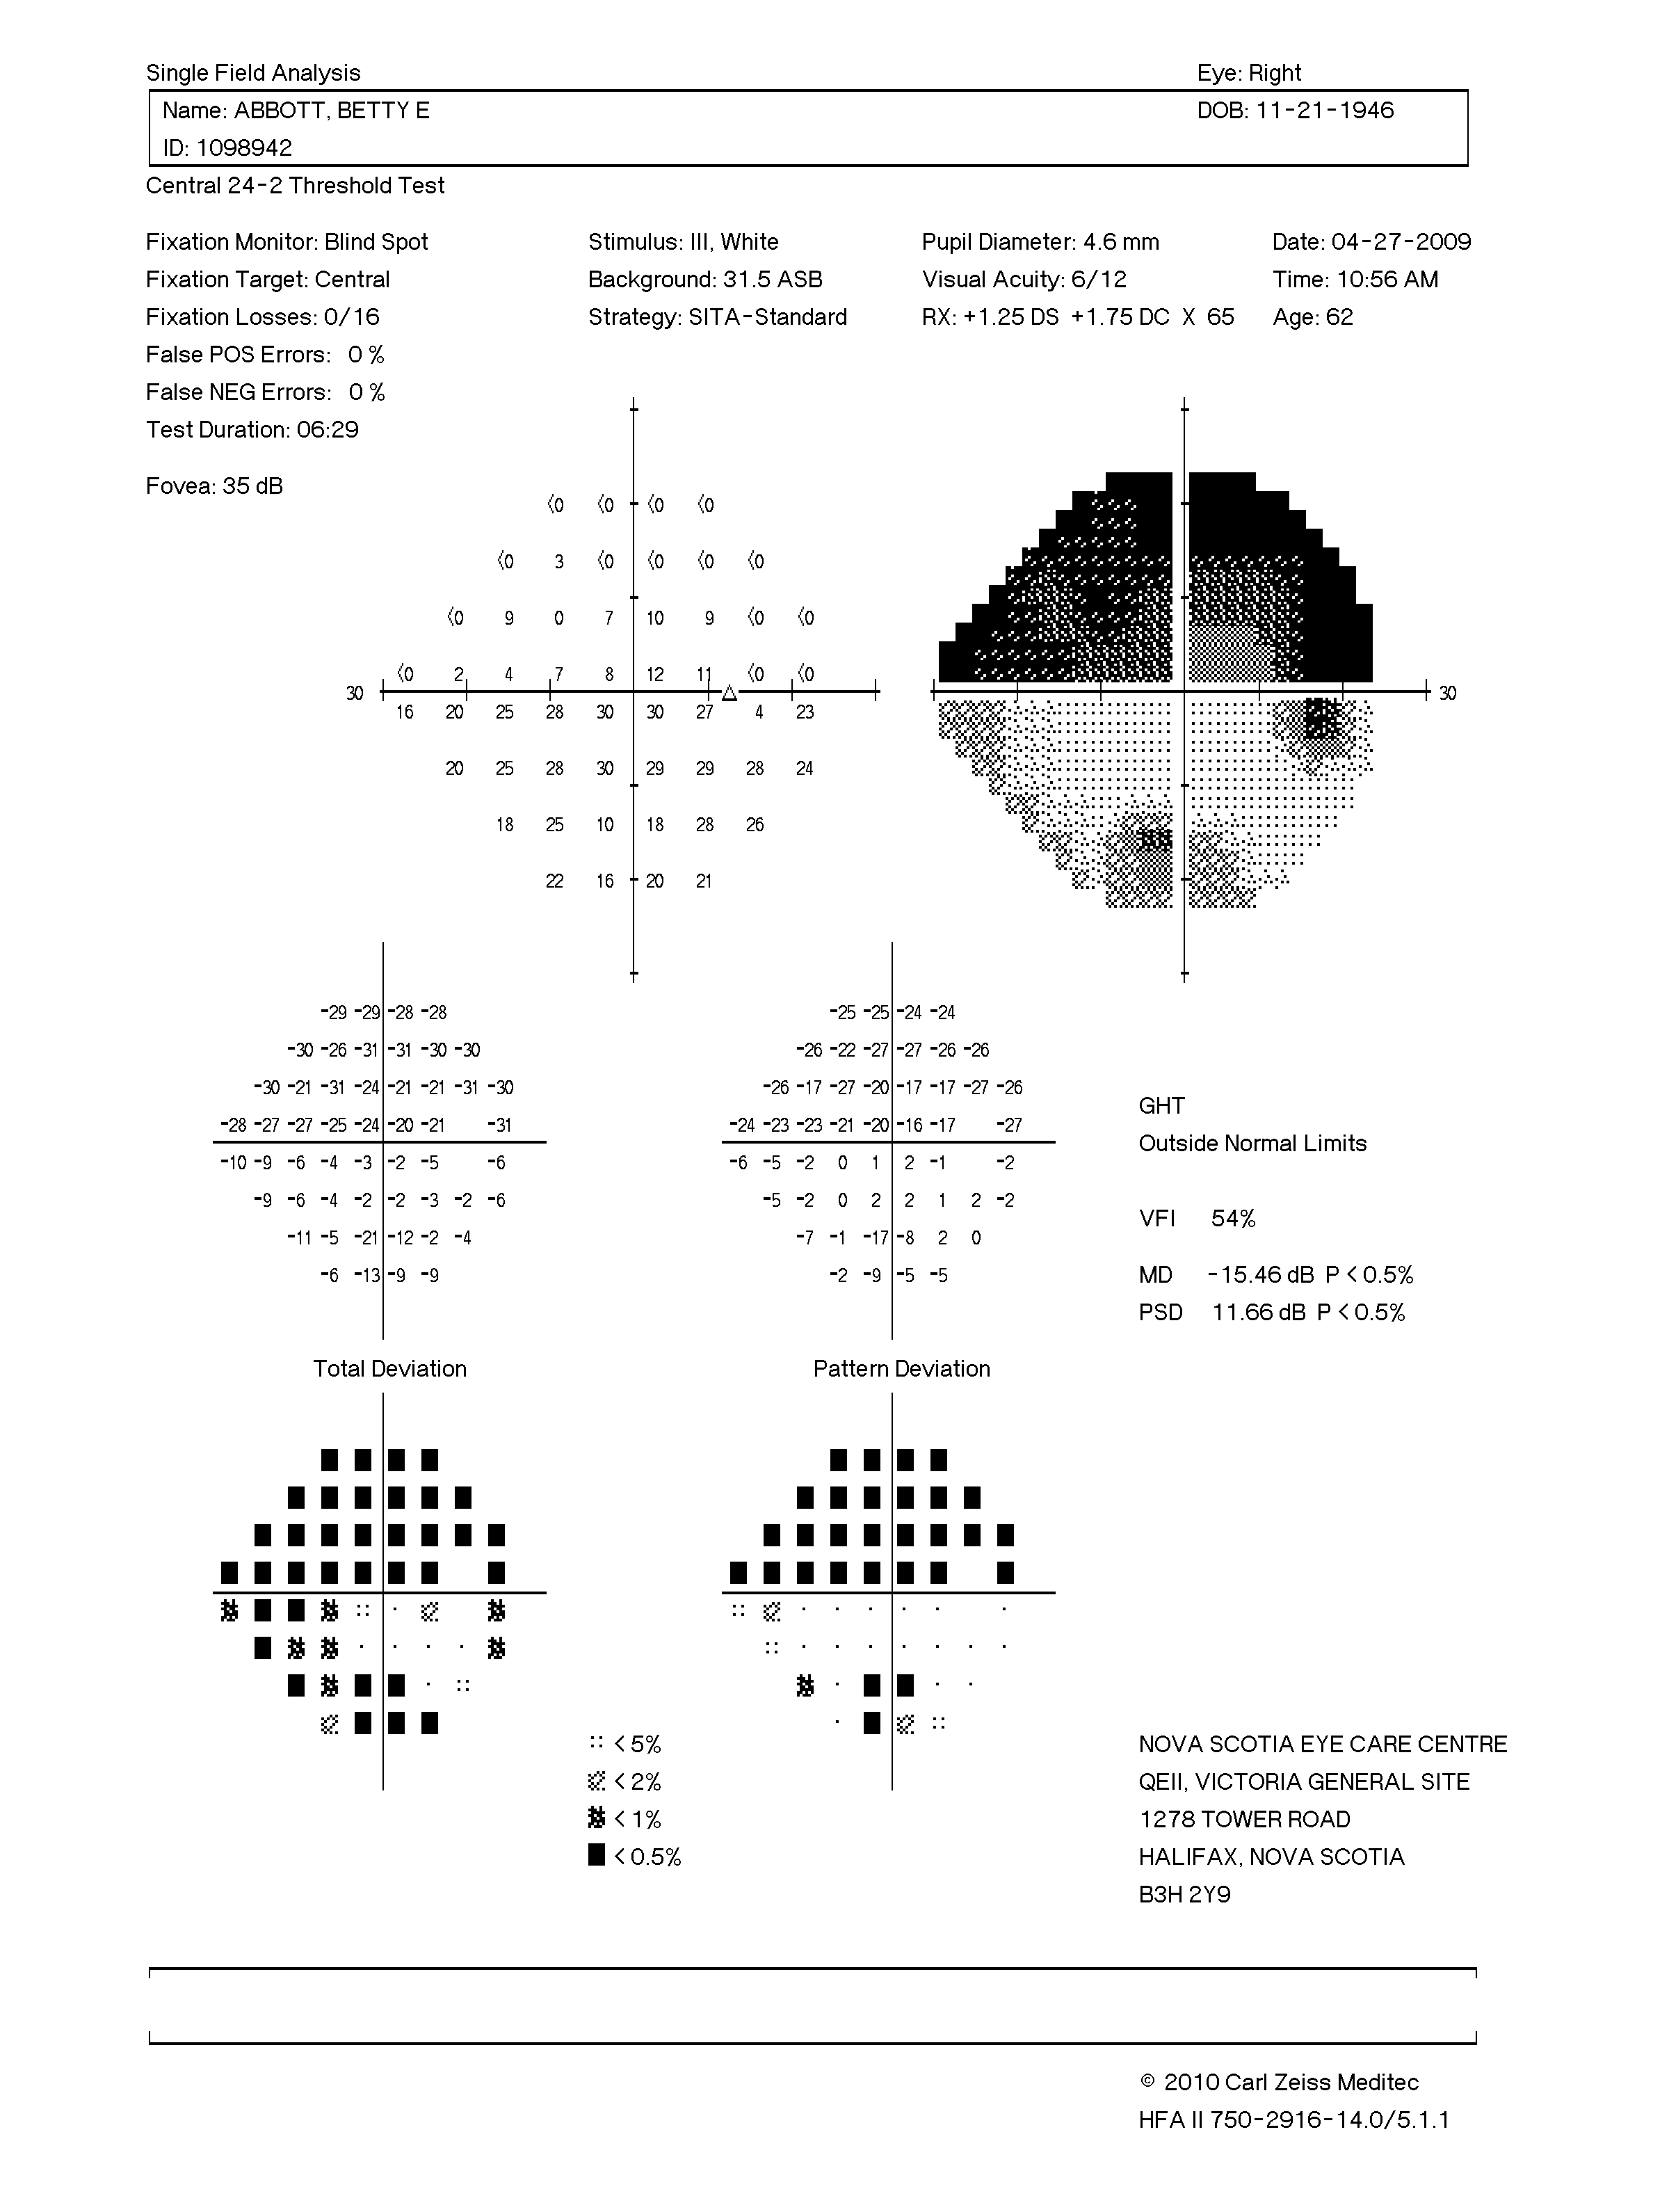 Single Field Analysis Eye: Right
Name: ABBOTT, BETTY E DOB: 11-21-1946
ID: 1098942
Central 24-2 Threshold Test
Fixation Monitor: Blind Spot Stimulus: III, White Pupil Diameter: 4.6 mm Date: 04-27-2009
Fixation Target: Central Background: 31.5 ASB Visual Acuity: 6/12 Time: 10:56 AM
Fixation Losses: 0/16 Strategy: SITA-Standard RX: +1.25 DS +1.75 DC X 65 Age: 62
False POS Errors: 0 %
False NEG Errors: 0 %
Test Duration: 06:29
Fovea: 35 dB
<0 <0 <0 <0
<0 3 <0 <0 <0 <0
<0 9 0 7 10 9 <0 <0
<0 2 4 7 8 12 11 <0 <0
30 30
16 20 25 28 30 30 27 4 23
20 25 28 30 29 29 28 24
18 25 10 18 28 26
22 16 20 21
-29 -29 -28 -28 -25 -25 -24 -24
-30 -26 -31 -31 -30 -30 -26 -22 -27 -27 -26 -26
-30 -21 -31 -24 -21 -21 -31 -30 -26 -17 -27 -20 -17 -17 -27 -26
-28 -27 -27 -25 -24 -20 -21 -31 -24 -23 -23 -21 -20 -16 -17 -27
-10 -9 -6 -4 -3 -2 -5 -6 -6 -5 -2 0 1 2 -1 -2
-9 -6 -4 -2 -2 -3 -2 -6 -5 -2 0 2 2 1 2 -2
-11 -5 -21 -12 -2 -4 -7 -1 -17 -8 2 0
-6 -13 -9 -9 -2 -9 -5 -5
GHT
Outside Normal Limits
VFI 54%
MD -15.46 dB P < 0.5%
PSD 11.66 dB P < 0.5%
Total Deviation Pattern Deviation
< 5%
< 2%
< 1%
< 0.5%
NOVA SCOTIA EYE CARE CENTRE
QEII, VICTORIA GENERAL SITE
1278 TOWER ROAD
HALIFAX, NOVA SCOTIA
B3H 2Y9
© 2010 Carl Zeiss Meditec
HFA II 750-2916-14.0/5.1.1